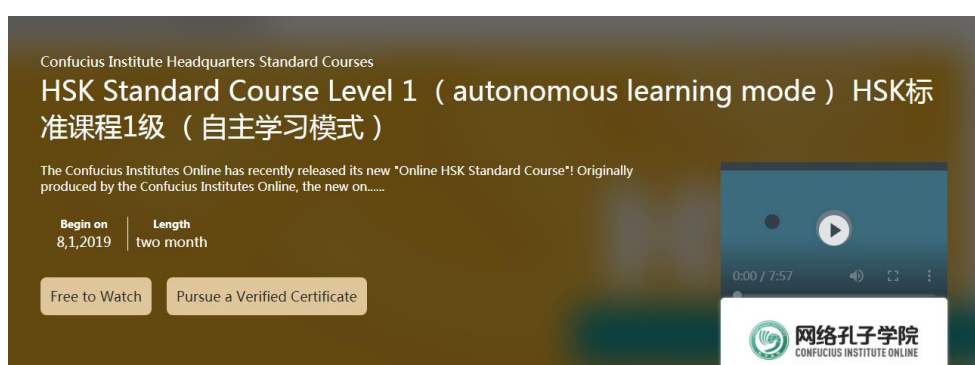 Confucius Institute Headquarters Standard Courses
HSK Standard Course Level 1 （autonomous learning mode） HSK标
准课程1级 （自主学习模式）
The Confucius Institutes Online has recently released its new "Online HSK Standard Course"! Originally
produced by the Confucius Institutes Online, the new on......
Begin on
8,1,2019
Length
two month
Free to Watch
Pursue a Verified Certificate
0:00 / 7:57
网络孔子学院
CONFUCIUS INSTITUTE ONLINE